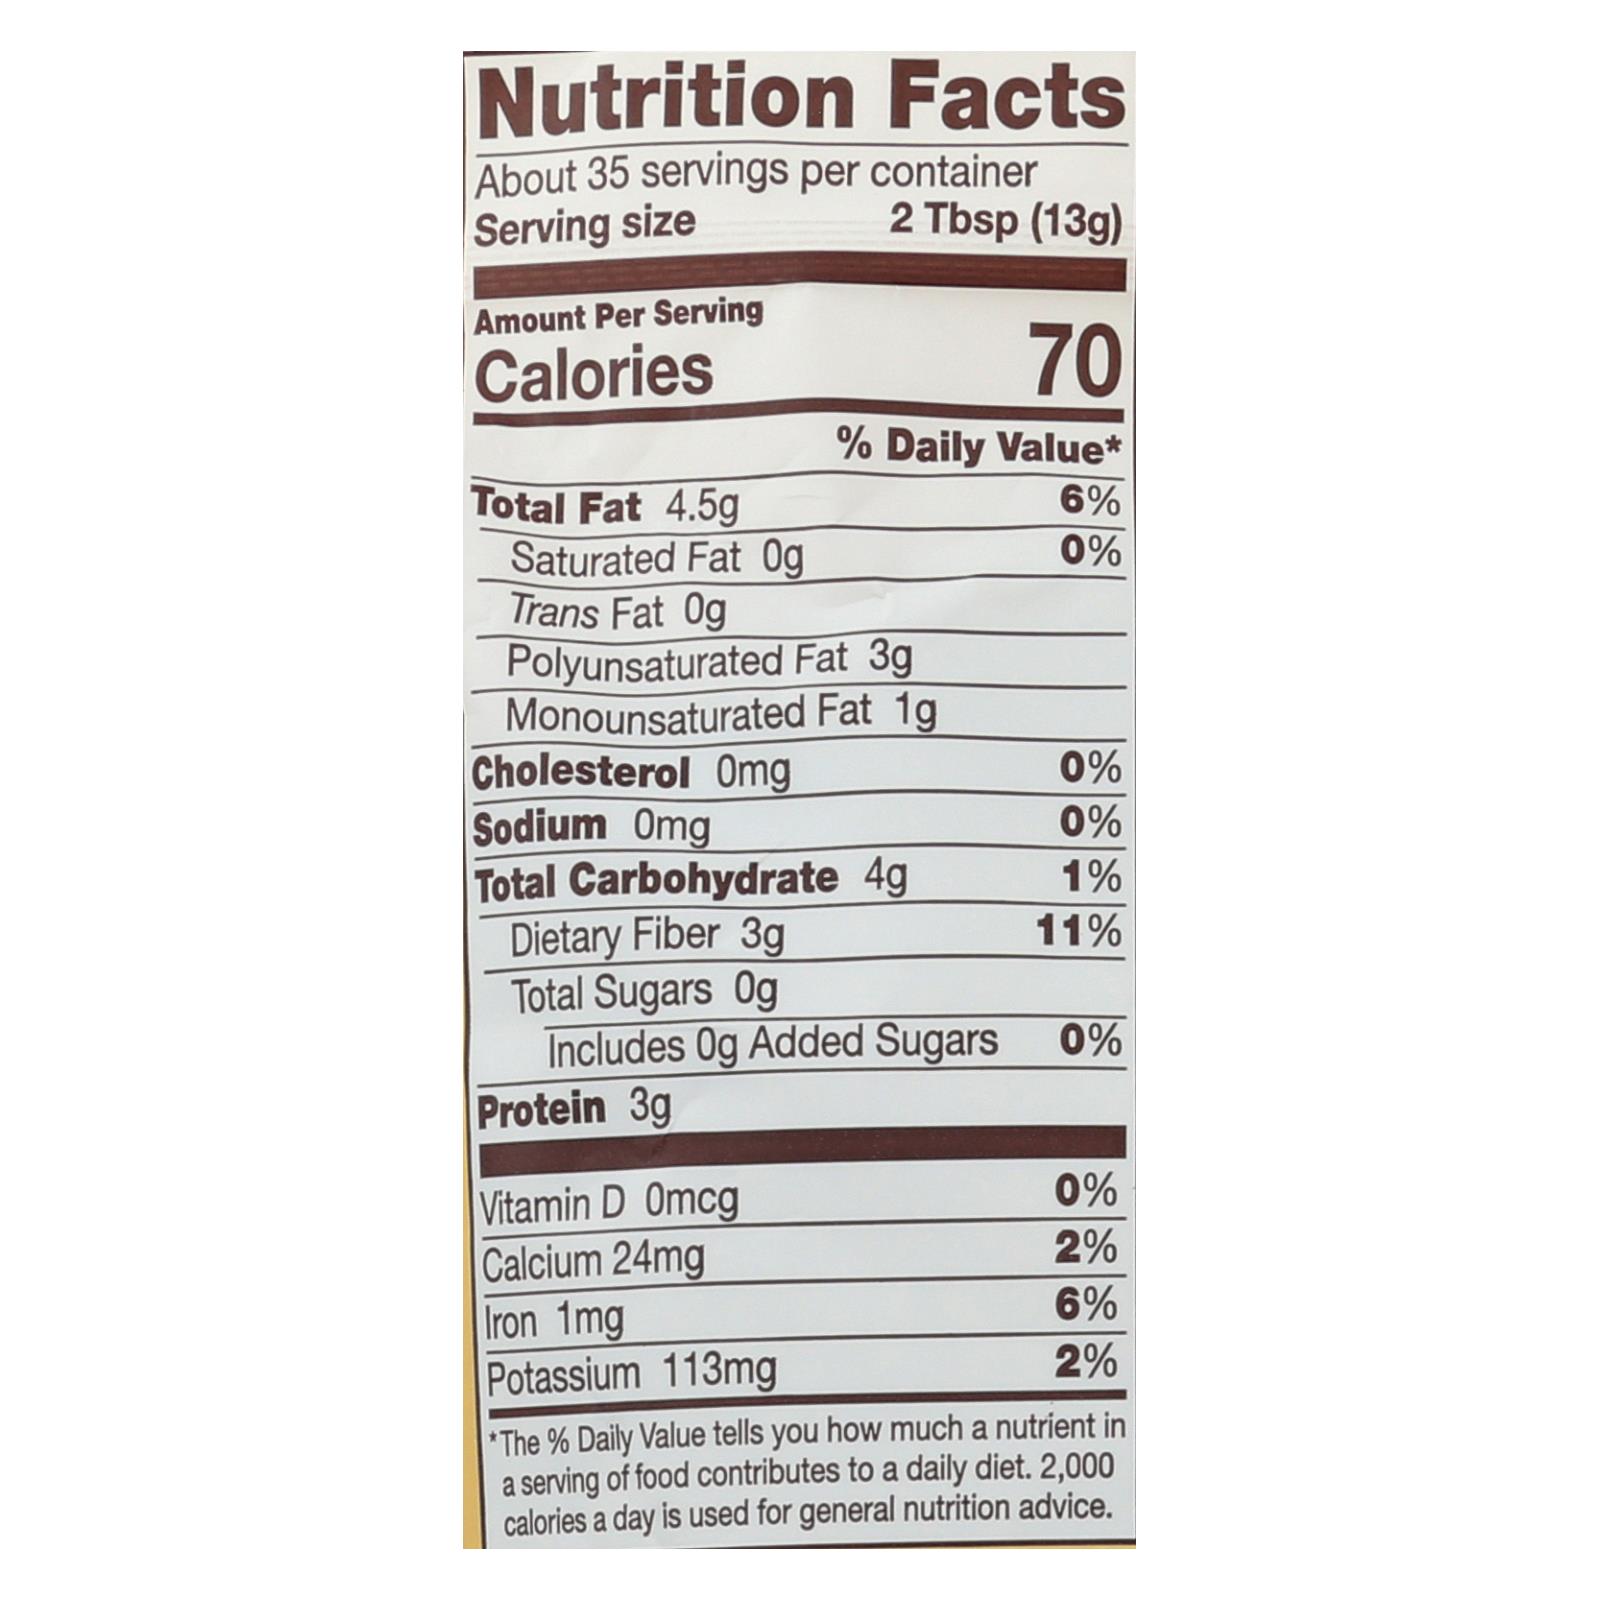 Nutrition Facts
About 35 servings per container
Serving size 2 Tbsp (13g)
Amount Per Serving
Calories 70
% Daily Value*
Total Fat 4.5g 6%
Saturated Fat 0g 0%
Trans Fat 0g
Polyunsaturated Fat 3g
Monounsaturated Fat 1g
Cholesterol 0mg 0%
Sodium 0mg 0%
Total Carbohydrate 4g 1%
Dietary Fiber 3g 11%
Total Sugars 0g
Includes 0g Added Sugars 0%
Protein 3g
Vitamin D 0mcg 0%
Calcium 24mg 2%
Iron 1mg 6%
Potassium 113mg 2%
*The % Daily Value tells you how much a nutrient in
a serving of food contributes to a daily diet. 2,000
calories a day is used for general nutrition advice.